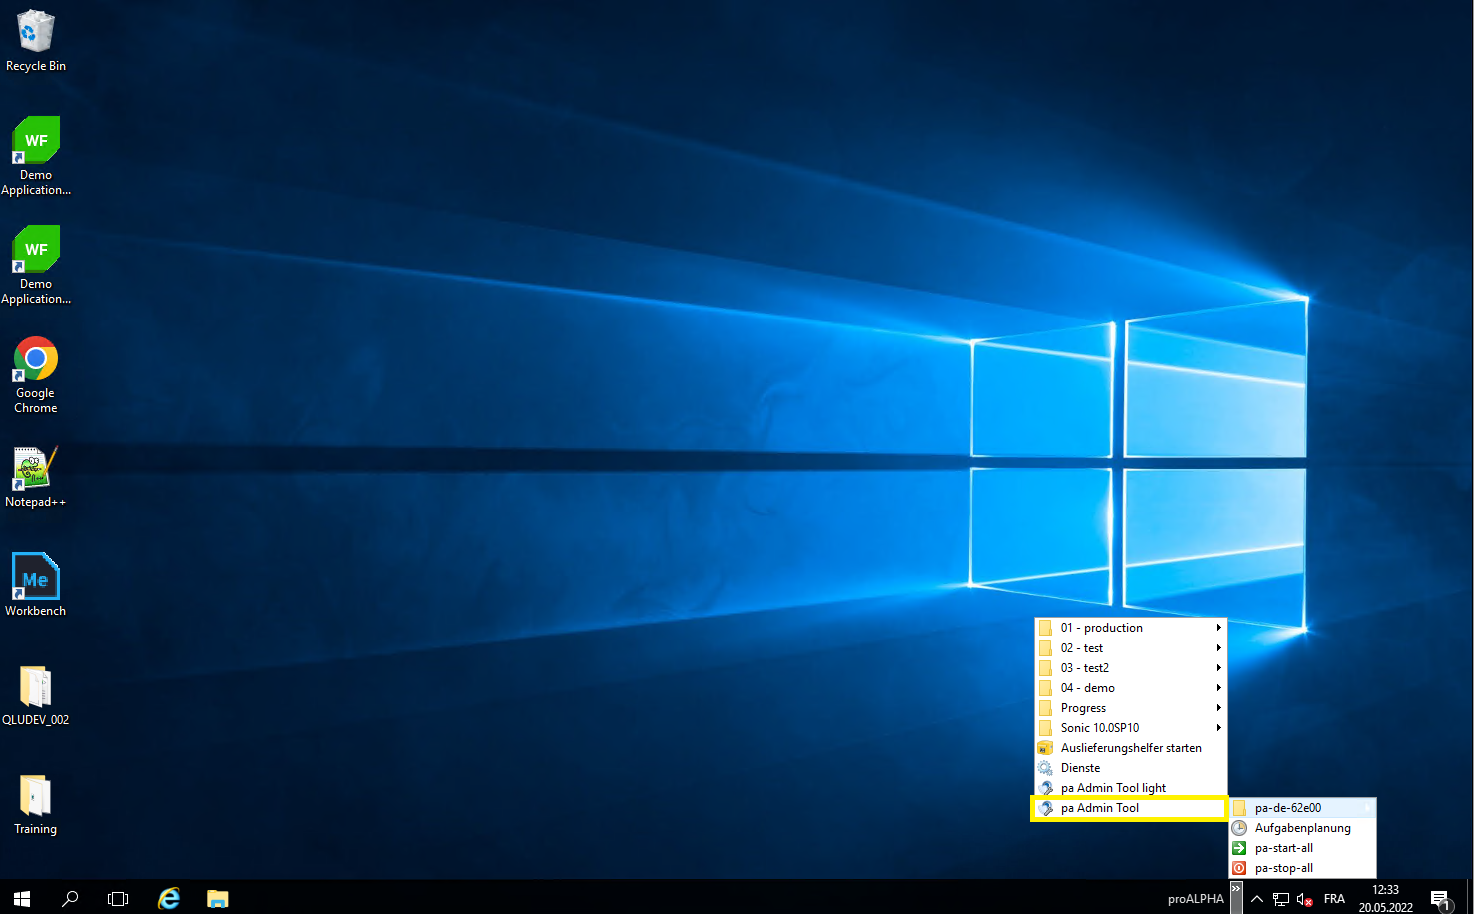 Recycle Bin
WF
Demo
Application...
WF
Demo
Application...
Google
Chrome
Notepad++
Me
Workbench
QLUDEV_002
Training
01 - production
02 - test
03 - test2
04 - demo
Progress
Sonic 10.0SP10
Auslieferungshelfer starten
Dienste
pa Admin Tool light
pa Admin Tool
pa-de-62e00
Aufgabenplanung
pa-start-all
pa-stop-all
proALPHA
FRA
12:33
20.05.2022
1